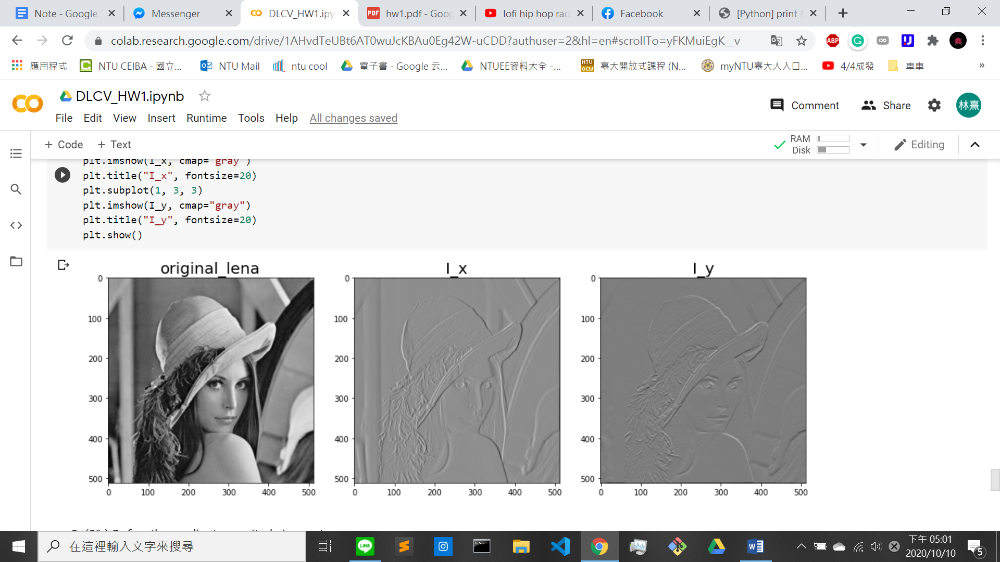 Note - Google
Messenger
DLCV_HW1.ipy
hw1.pdf - Goog
lofi hip hop rad
Facebook
[Python] print
colab.research.google.com/drive/1AHvdTeUBt6AT0wuJcKBAu0Eg42W-uCDD?authuser=2&hl=en#scrollTo=yFKMuiEgK__v
ABP
應用程式
NTU CEIBA - 國立...
NTU Mail
ntu cool
電子書 - Google 云...
NTUEE資料大全 -...
NTU OCW
臺大開放式課程 (N...
myNTU臺大人入口...
4/4成發
車車
»
DLCV_HW1.ipynb
File Edit View Insert Runtime Tools Help All changes saved
Comment
Share
林熹
+ Code + Text
RAM
Disk
Editing
plt.imshow(I_x, cmap="gray")
plt.title("I_x", fontsize=20)
plt.subplot(1, 3, 3)
plt.imshow(I_y, cmap="gray")
plt.title("I_y", fontsize=20)
plt.show()
original_lena
0
100
200
300
400
500
0 100 200 300 400 500
I_x
0
100
200
300
400
500
0 100 200 300 400 500
I_y
0
100
200
300
400
500
0 100 200 300 400 500
在這裡輸入文字來搜尋
LINE
下午 05:01
2020/10/10
5